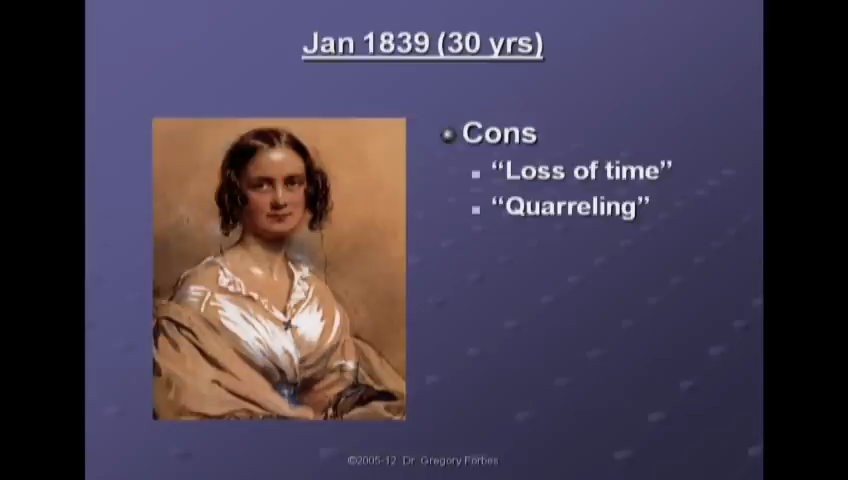 Jan 1839 (30 yrs)
Cons
“Loss of time”
“Quarreling”
©2005-12 Dr. Gregory Forbes